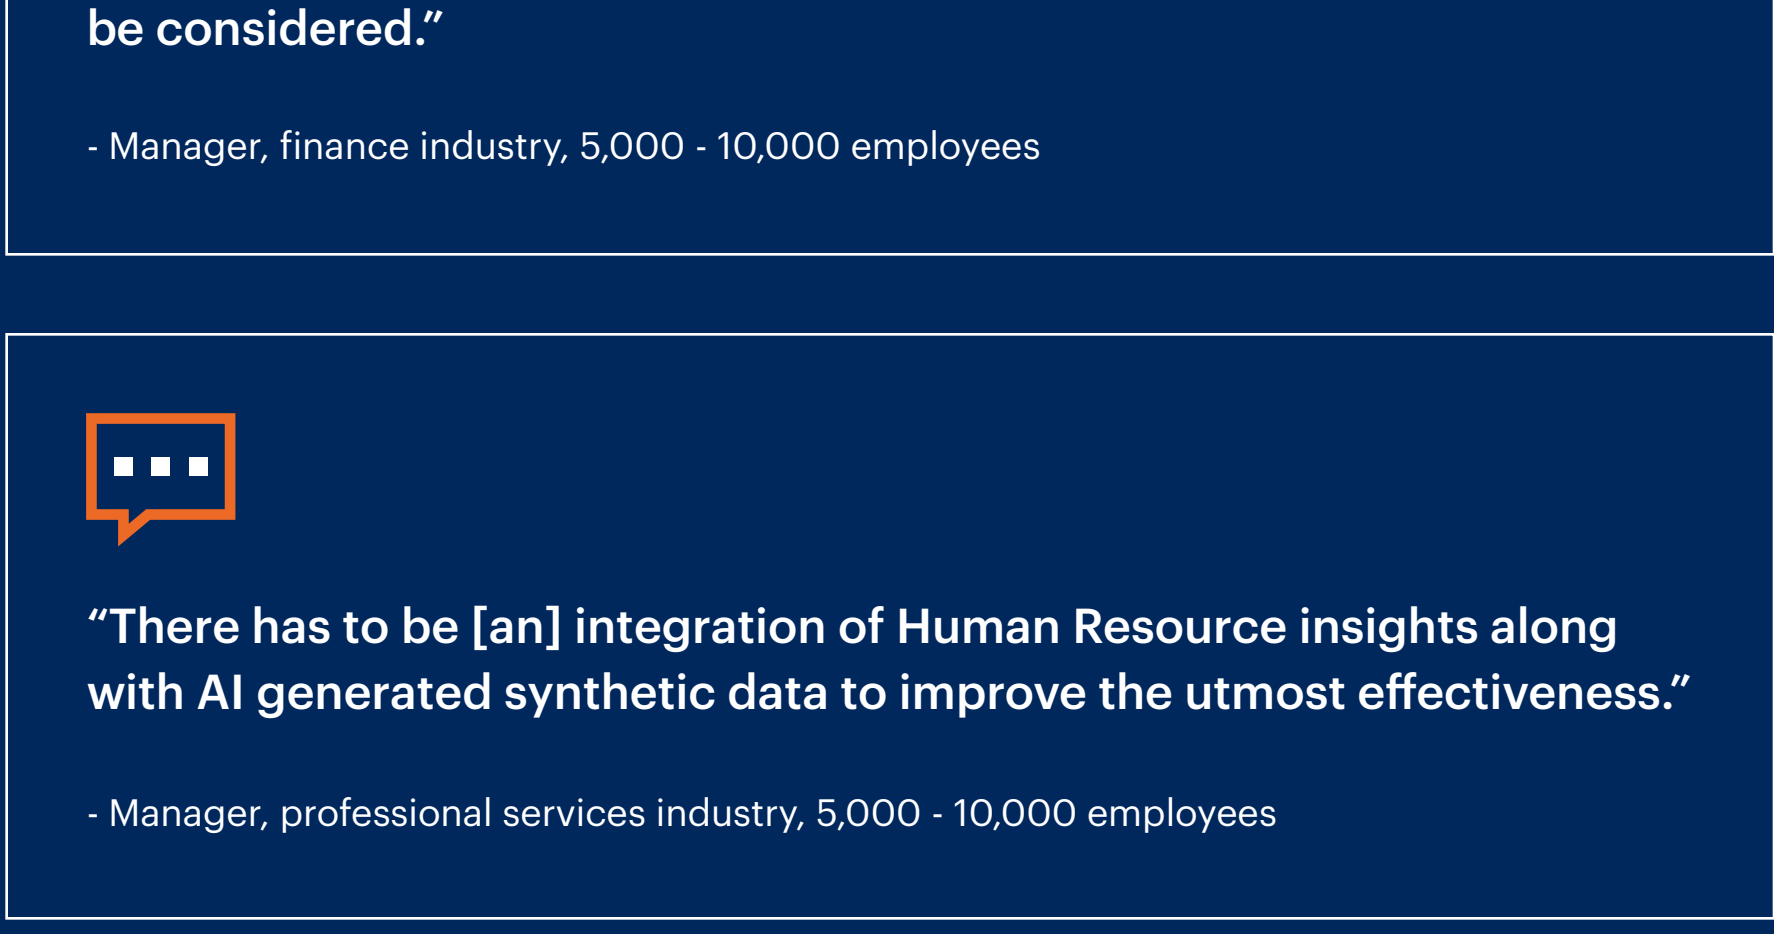 be considered.”
- Manager, finance industry, 5,000 - 10,000 employees
“There has to be [an] integration of Human Resource insights along
with AI generated synthetic data to improve the utmost effectiveness.”
- Manager, professional services industry, 5,000 - 10,000 employees